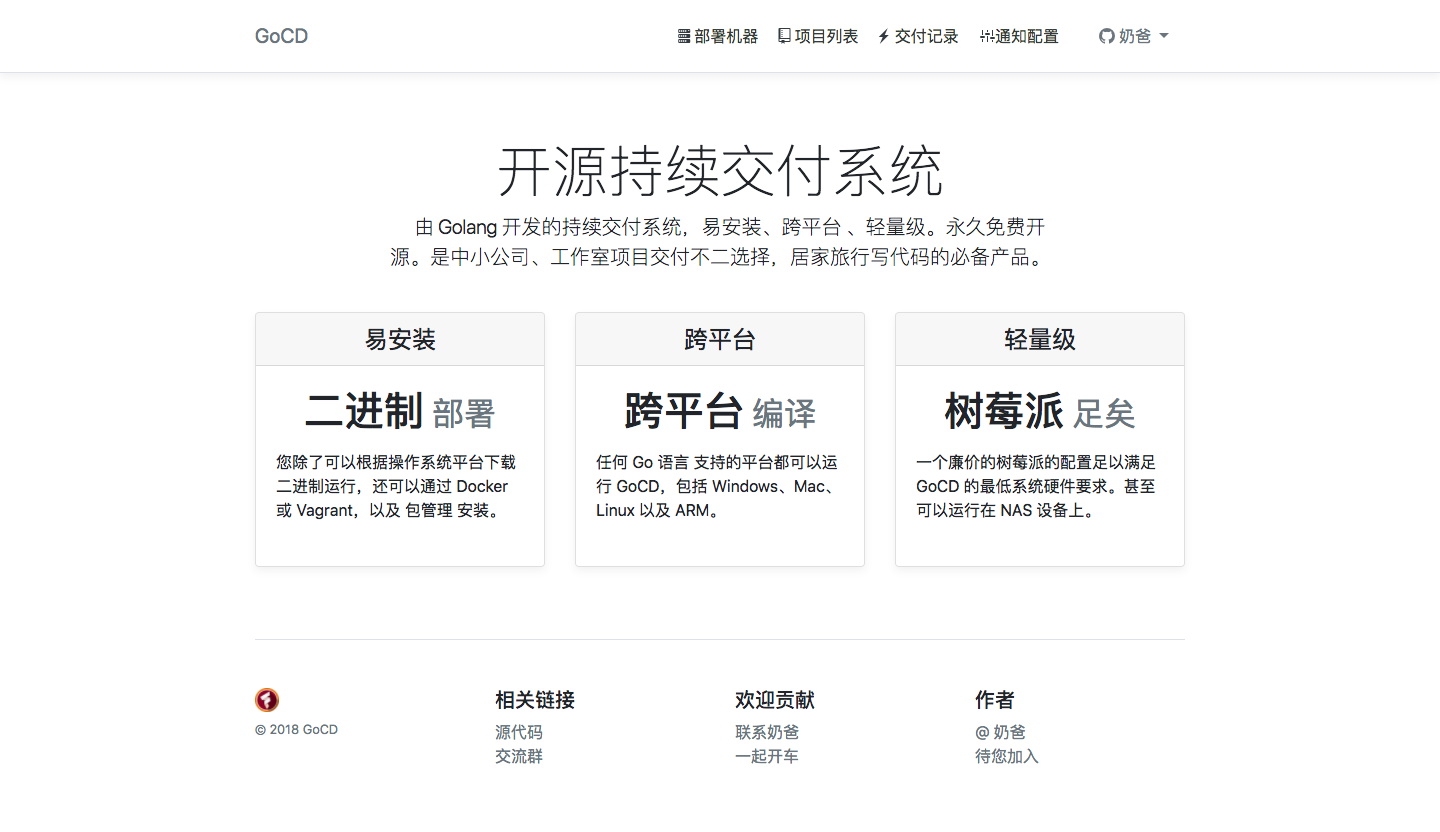 GoCD 部署机器 项目列表 交付记录 通知配置 奶爸
开源持续交付系统
由 Golang 开发的持续交付系统，易安装、跨平台 、轻量级。永久免费开
源。是中小公司、工作室项目交付不二选择，居家旅行写代码的必备产品。
易安装
二进制 部署
您除了可以根据操作系统平台下载
二进制运行，还可以通过 Docker
或 Vagrant，以及 包管理 安装。
跨平台
跨平台 编译
任何 Go 语言 支持的平台都可以运
行 GoCD，包括 Windows、Mac、
Linux 以及 ARM。
轻量级
树莓派 足矣
一个廉价的树莓派的配置足以满足
GoCD 的最低系统硬件要求。甚至
可以运行在 NAS 设备上。
© 2018 GoCD
相关链接
源代码
交流群
欢迎贡献
联系奶爸
一起开车
作者
@ 奶爸
待您加入